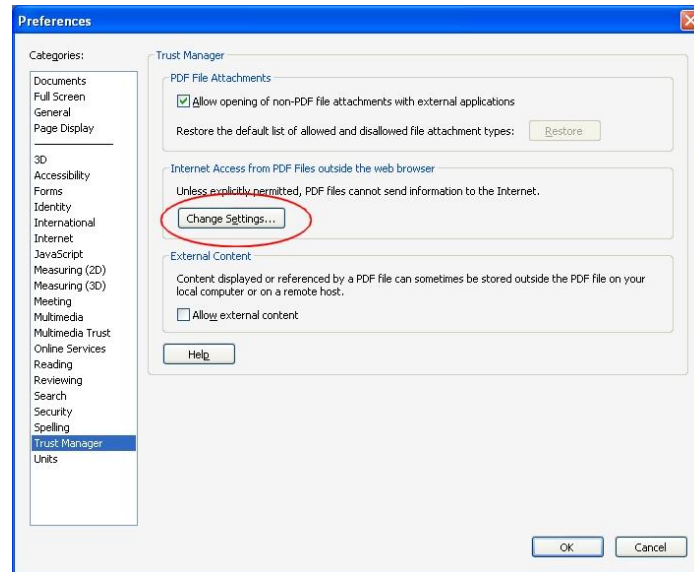 Preferences
Categories:
Documents
Full Screen
General
Page Display
3D
Accessibility
Forms
Identity
International
Internet
JavaScript
Measuring (2D)
Measuring (3D)
Meeting
Multimedia
Multimedia Trust
Online Services
Reading
Reviewing
Search
Security
Spelling
Trust Manager
Units
Trust Manager
PDF File Attachments
Allow opening of non-PDF file attachments with external applications
Restore the default list of allowed and disallowed file attachment types:
Restore
Internet Access from PDF Files outside the web browser
Unless explicitly permitted, PDF files cannot send information to the Internet.
Change Settings...
External Content
Content displayed or referenced by a PDF file can sometimes be stored outside the PDF file on your
local computer or on a remote host.
Allow external content
Help
OK
Cancel